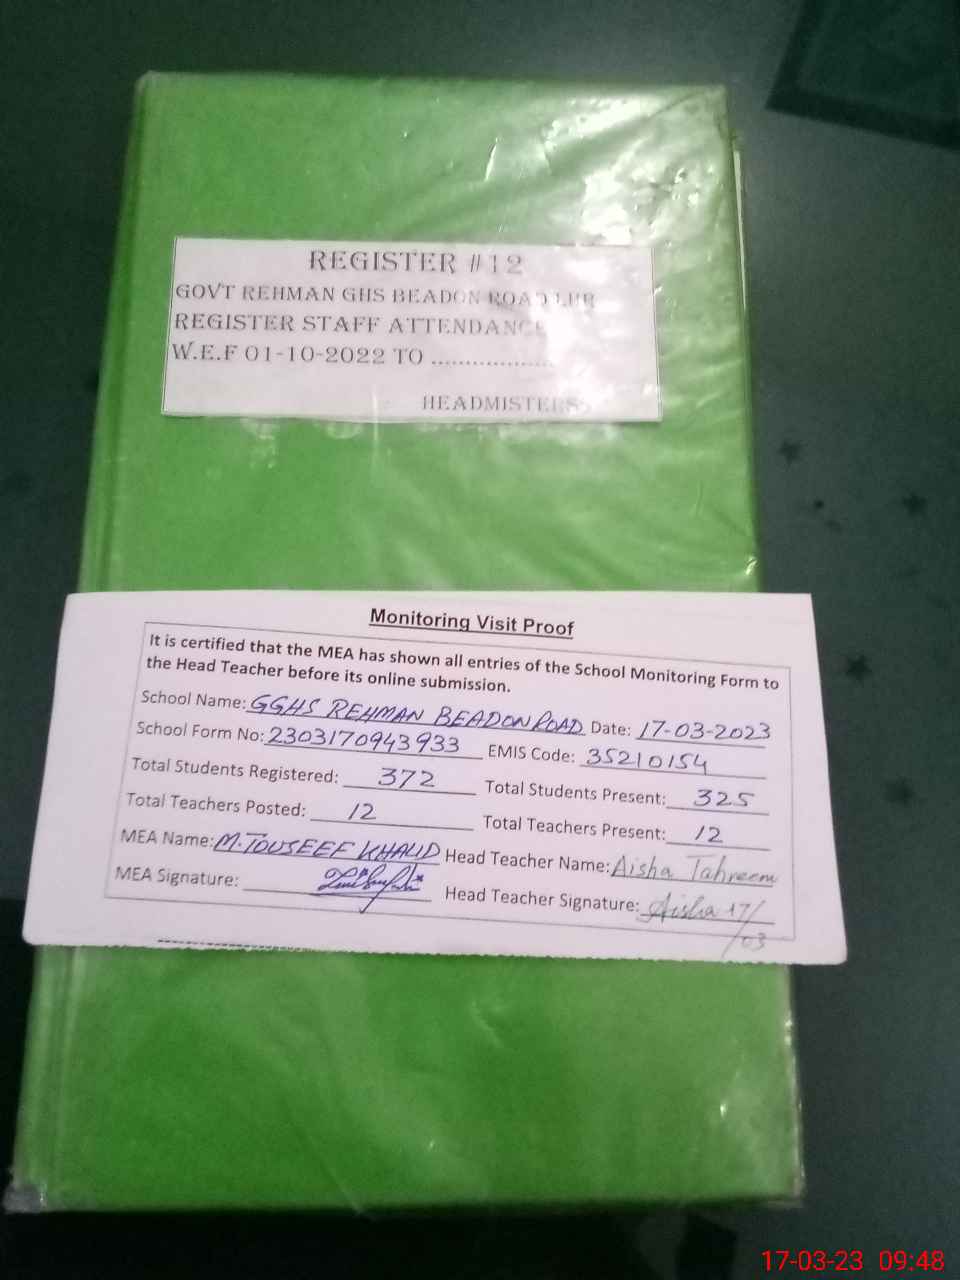 REGISTER #12
GOVT REHMAN GHS BEADON ROAD LHR
REGISTER STAFF ATTENDANCE
W.E.F 01-10-2022 TO ..................
HEADMISTERSS
Monitoring Visit Proof
It is certified that the MEA has shown all entries of the School Monitoring Form to
the Head Teacher before its online submission.
School Name: GGHS REHMAN BEADON ROAD Date: 17-03-2023
School Form No: 2303170943933 EMIS Code: 35210154
Total Students Registered: 372 Total Students Present: 325
Total Teachers Posted: 12 Total Teachers Present: 12
MEA Name: M. TOUSEEF KHALID Head Teacher Name: Aisha Tahreem
MEA Signature: Head Teacher Signature: Aisha 17/
03
17-03-23 09:48